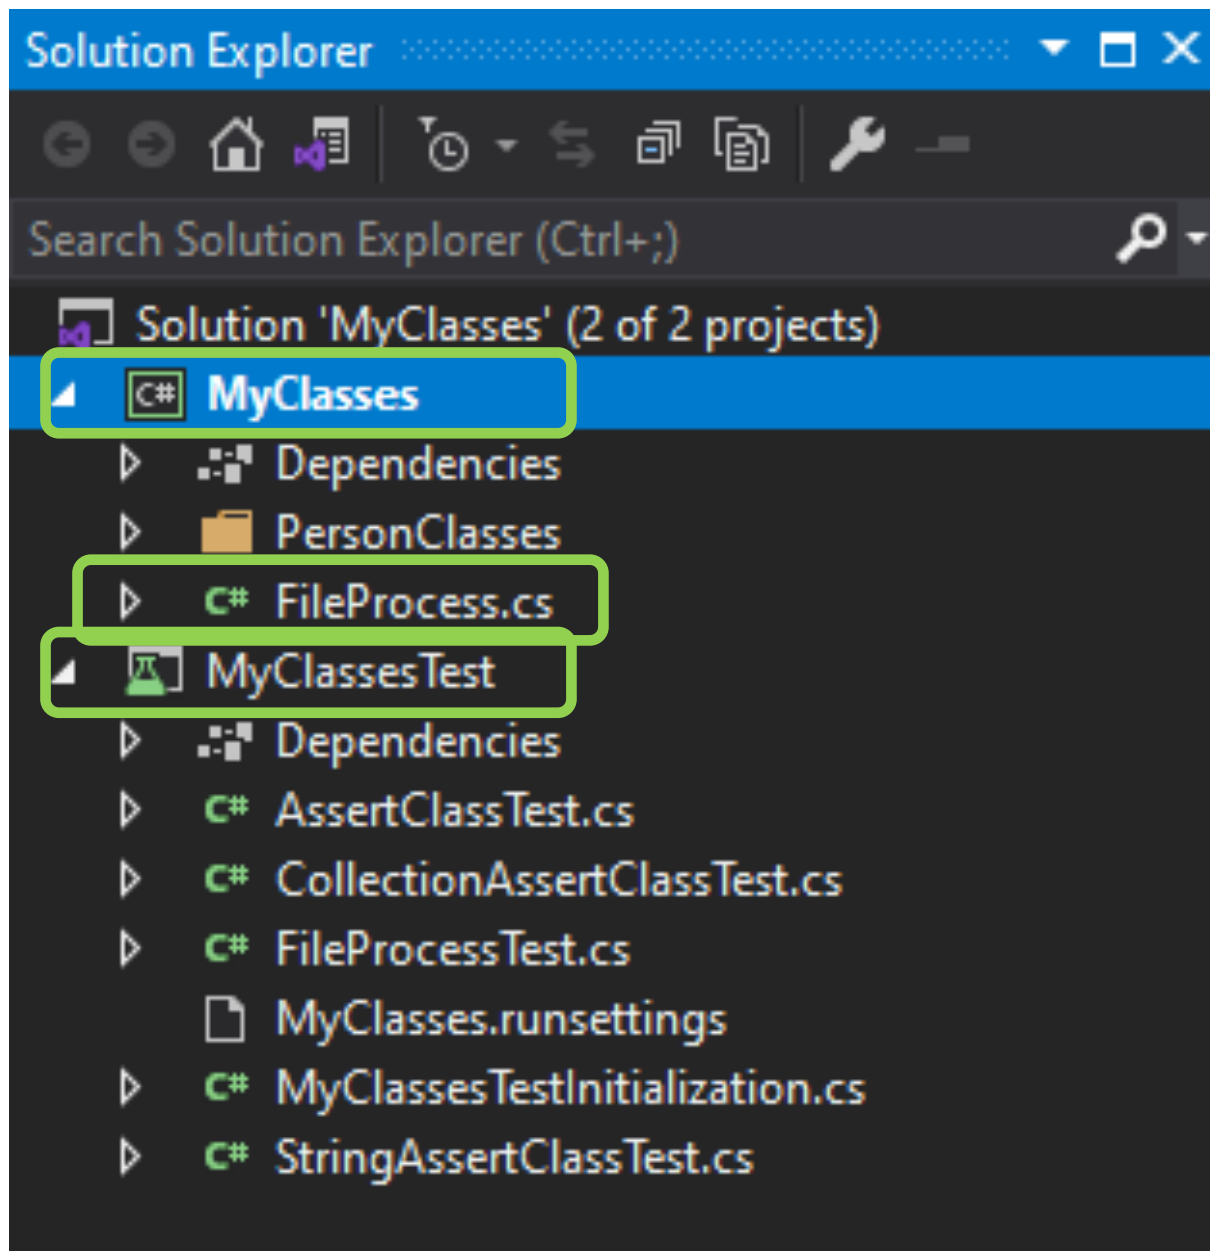 Solution Explorer
Search Solution Explorer (Ctrl+;)
Solution 'MyClasses' (2 of 2 projects)
C# MyClasses
Dependencies
PersonClasses
C# FileProcess.cs
MyClassesTest
Dependencies
C# AssertClassTest.cs
C# CollectionAssertClassTest.cs
C# FileProcessTest.cs
MyClasses.runsettings
C# MyClassesTestInitialization.cs
C# StringAssertClassTest.cs